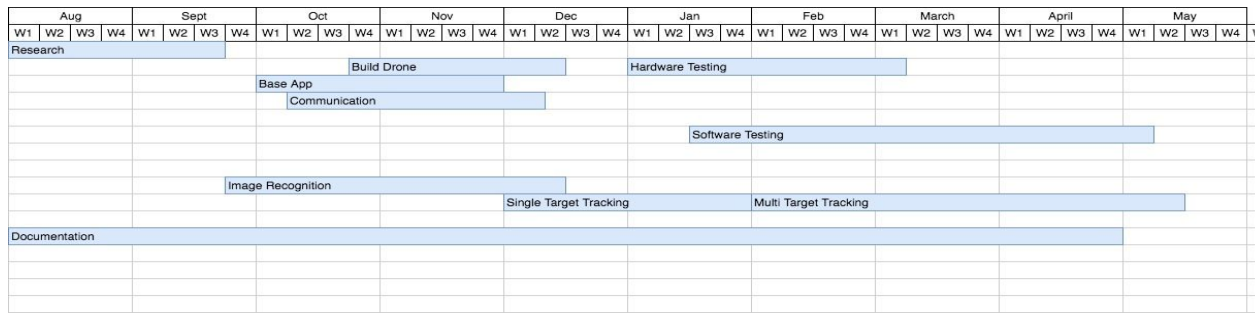 Aug Sept Oct Nov Dec Jan Feb March April May
W1 W2 W3 W4 W1 W2 W3 W4 W1 W2 W3 W4 W1 W2 W3 W4 W1 W2 W3 W4 W1 W2 W3 W4 W1 W2 W3 W4 W1 W2 W3 W4 W1 W2 W3 W4 W1 W2 W3 W4
Research
Build Drone Hardware Testing
Base App
Communication
Software Testing
Image Recognition
Single Target Tracking Multi Target Tracking
Documentation